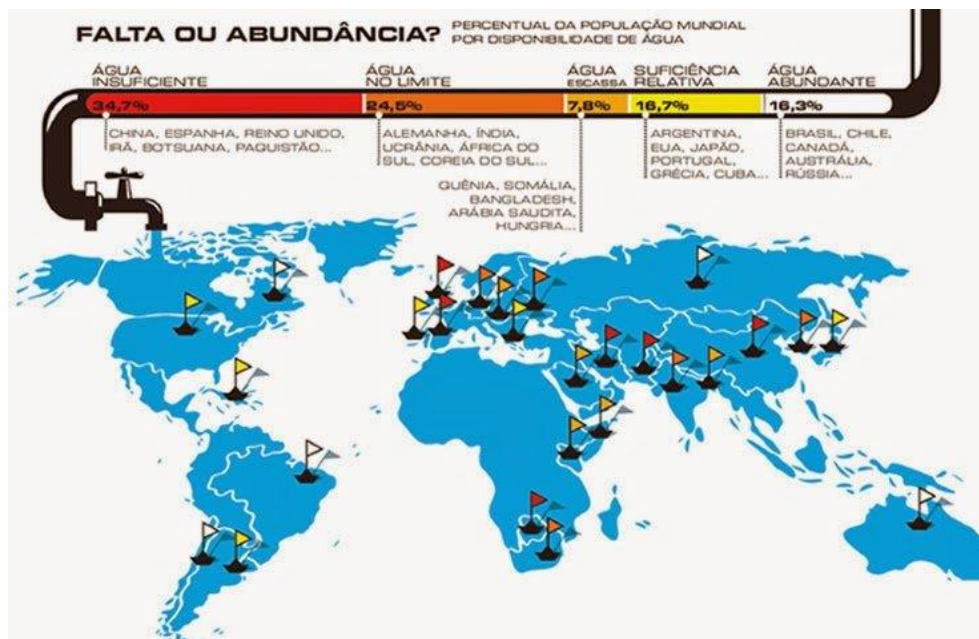 FALTA OU ABUNDÂNCIA?
PERCENTUAL DA POPULAÇÃO MUNDIAL
POR DISPONIBILIDADE DE ÁGUA
ÁGUA
INSUFICIENTE
34,7%
CHINA, ESPANHA, REINO UNIDO,
IRÃ, BOTSUANA, PAQUISTÃO...
ÁGUA
NO LIMITE
24,5%
ALEMANHA, ÍNDIA,
UCRÂNIA, ÁFRICA DO
SUL, COREIA DO SUL...
ÁGUA
ESCASSA
7,8%
QUÊNIA, SOMÁLIA,
BANGLADESH,
ARÁBIA SAUDITA,
HUNGRIA...
SUFICIÊNCIA
RELATIVA
16,7%
ARGENTINA,
EUA, JAPÃO,
PORTUGAL,
GRÉCIA, CUBA...
ÁGUA
ABUNDANTE
16,3%
BRASIL, CHILE,
CANADÁ,
AUSTRÁLIA,
RÚSSIA...